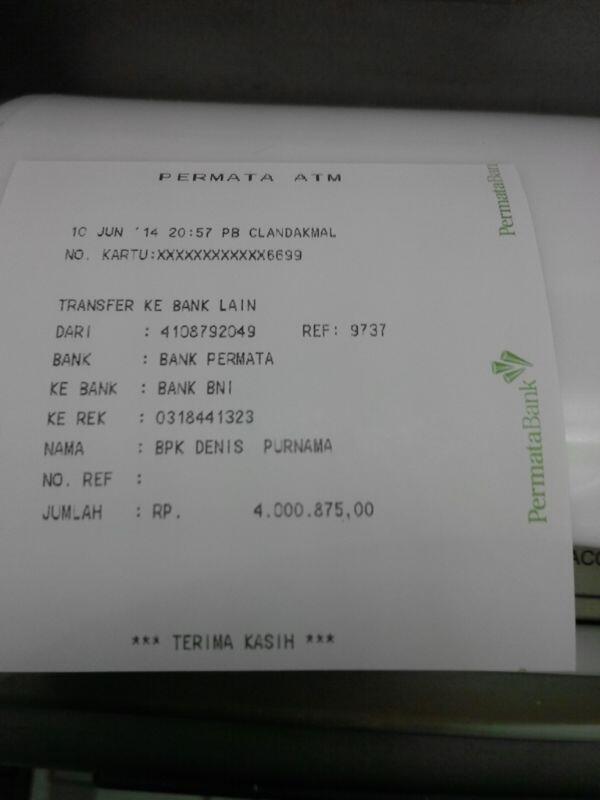 PERMATA ATM
10 JUN '14 20:57 PB CLANDAKMAL
NO. KARTU:XXXXXXXXXXXX6699
TRANSFER KE BANK LAIN
DARI : 4108792049 REF: 9737
BANK : BANK PERMATA
KE BANK : BANK BNI
KE REK : 0318441323
NAMA : BPK DENIS PURNAMA
NO. REF :
JUMLAH : RP. 4.000.875,00
*** TERIMA KASIH ***
PermataBank
PermataBank